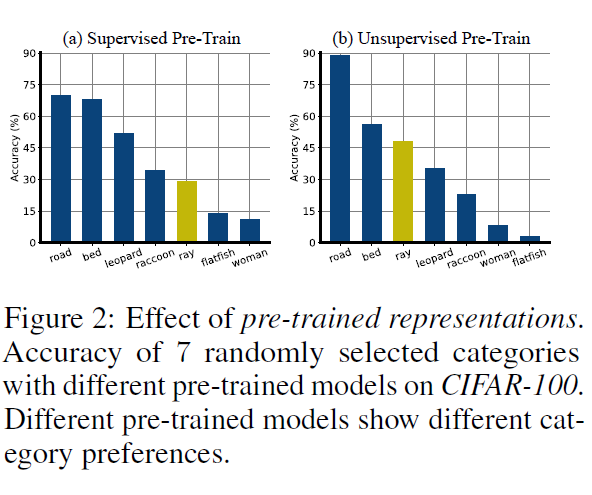 (a) Supervised Pre-Train
90
75
60
45
30
15
0
Accuracy (%)
road bed leopard raccoon ray flatfish woman
(b) Unsupervised Pre-Train
90
75
60
45
30
15
0
Accuracy (%)
road bed ray leopard raccoon woman flatfish
Figure 2: Effect of pre-trained representations.
Accuracy of 7 randomly selected categories
with different pre-trained models on CIFAR-100.
Different pre-trained models show different cat-
egory preferences.